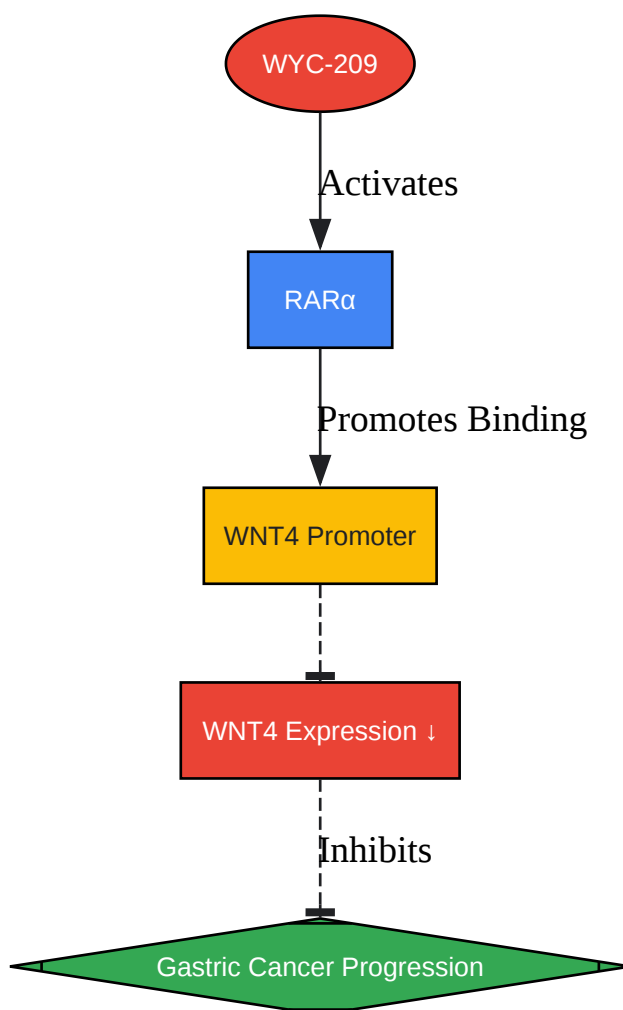 WYC-209
Activates
RARα
Promotes Binding
WNT4 Promoter
WNT4 Expression ↓
Inhibits
Gastric Cancer Progression